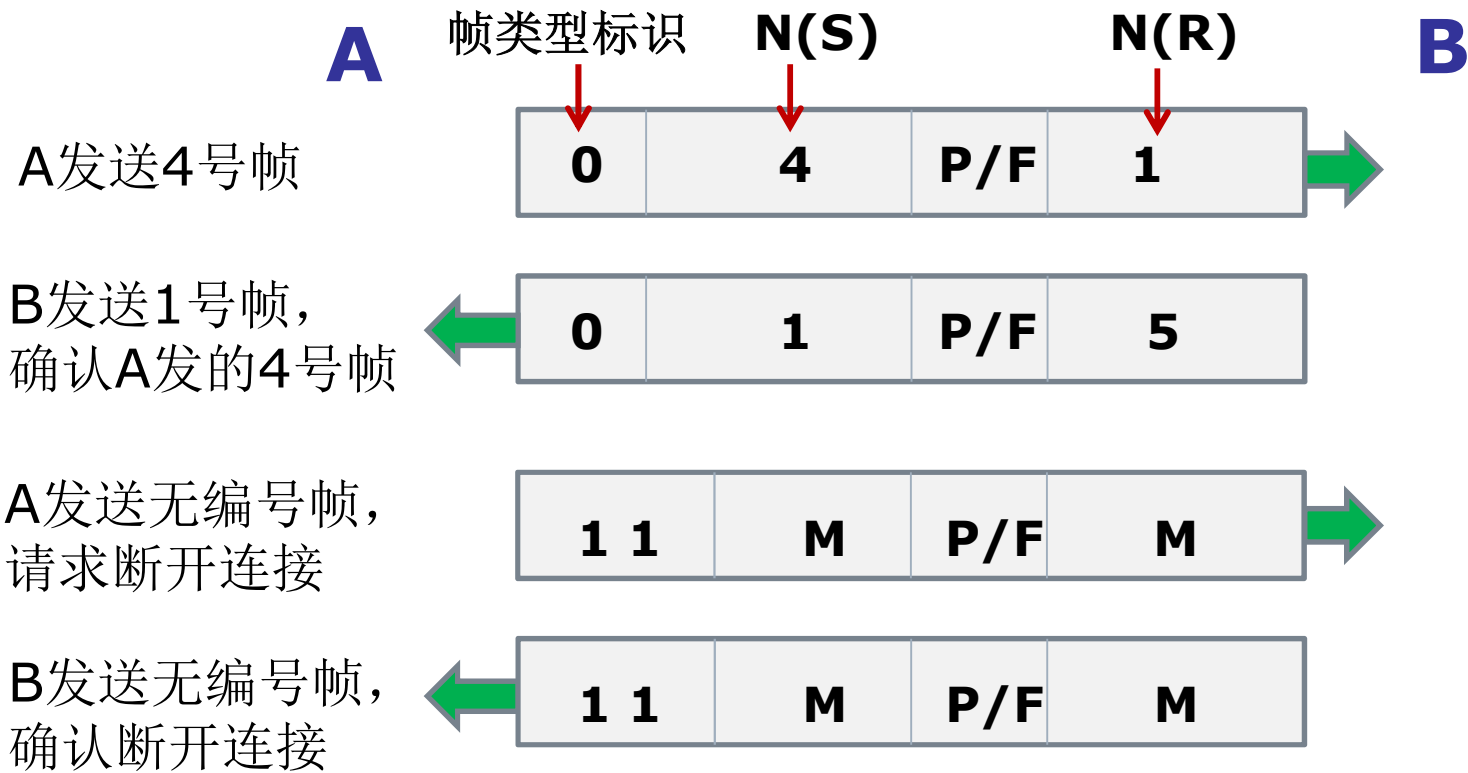 A 帧类型标识 N(S) N(R) B
A发送4号帧 0 4 P/F 1
B发送1号帧，
确认A发的4号帧 0 1 P/F 5
A发送无编号帧，
请求断开连接 1 1 M P/F M
B发送无编号帧，
确认断开连接 1 1 M P/F M